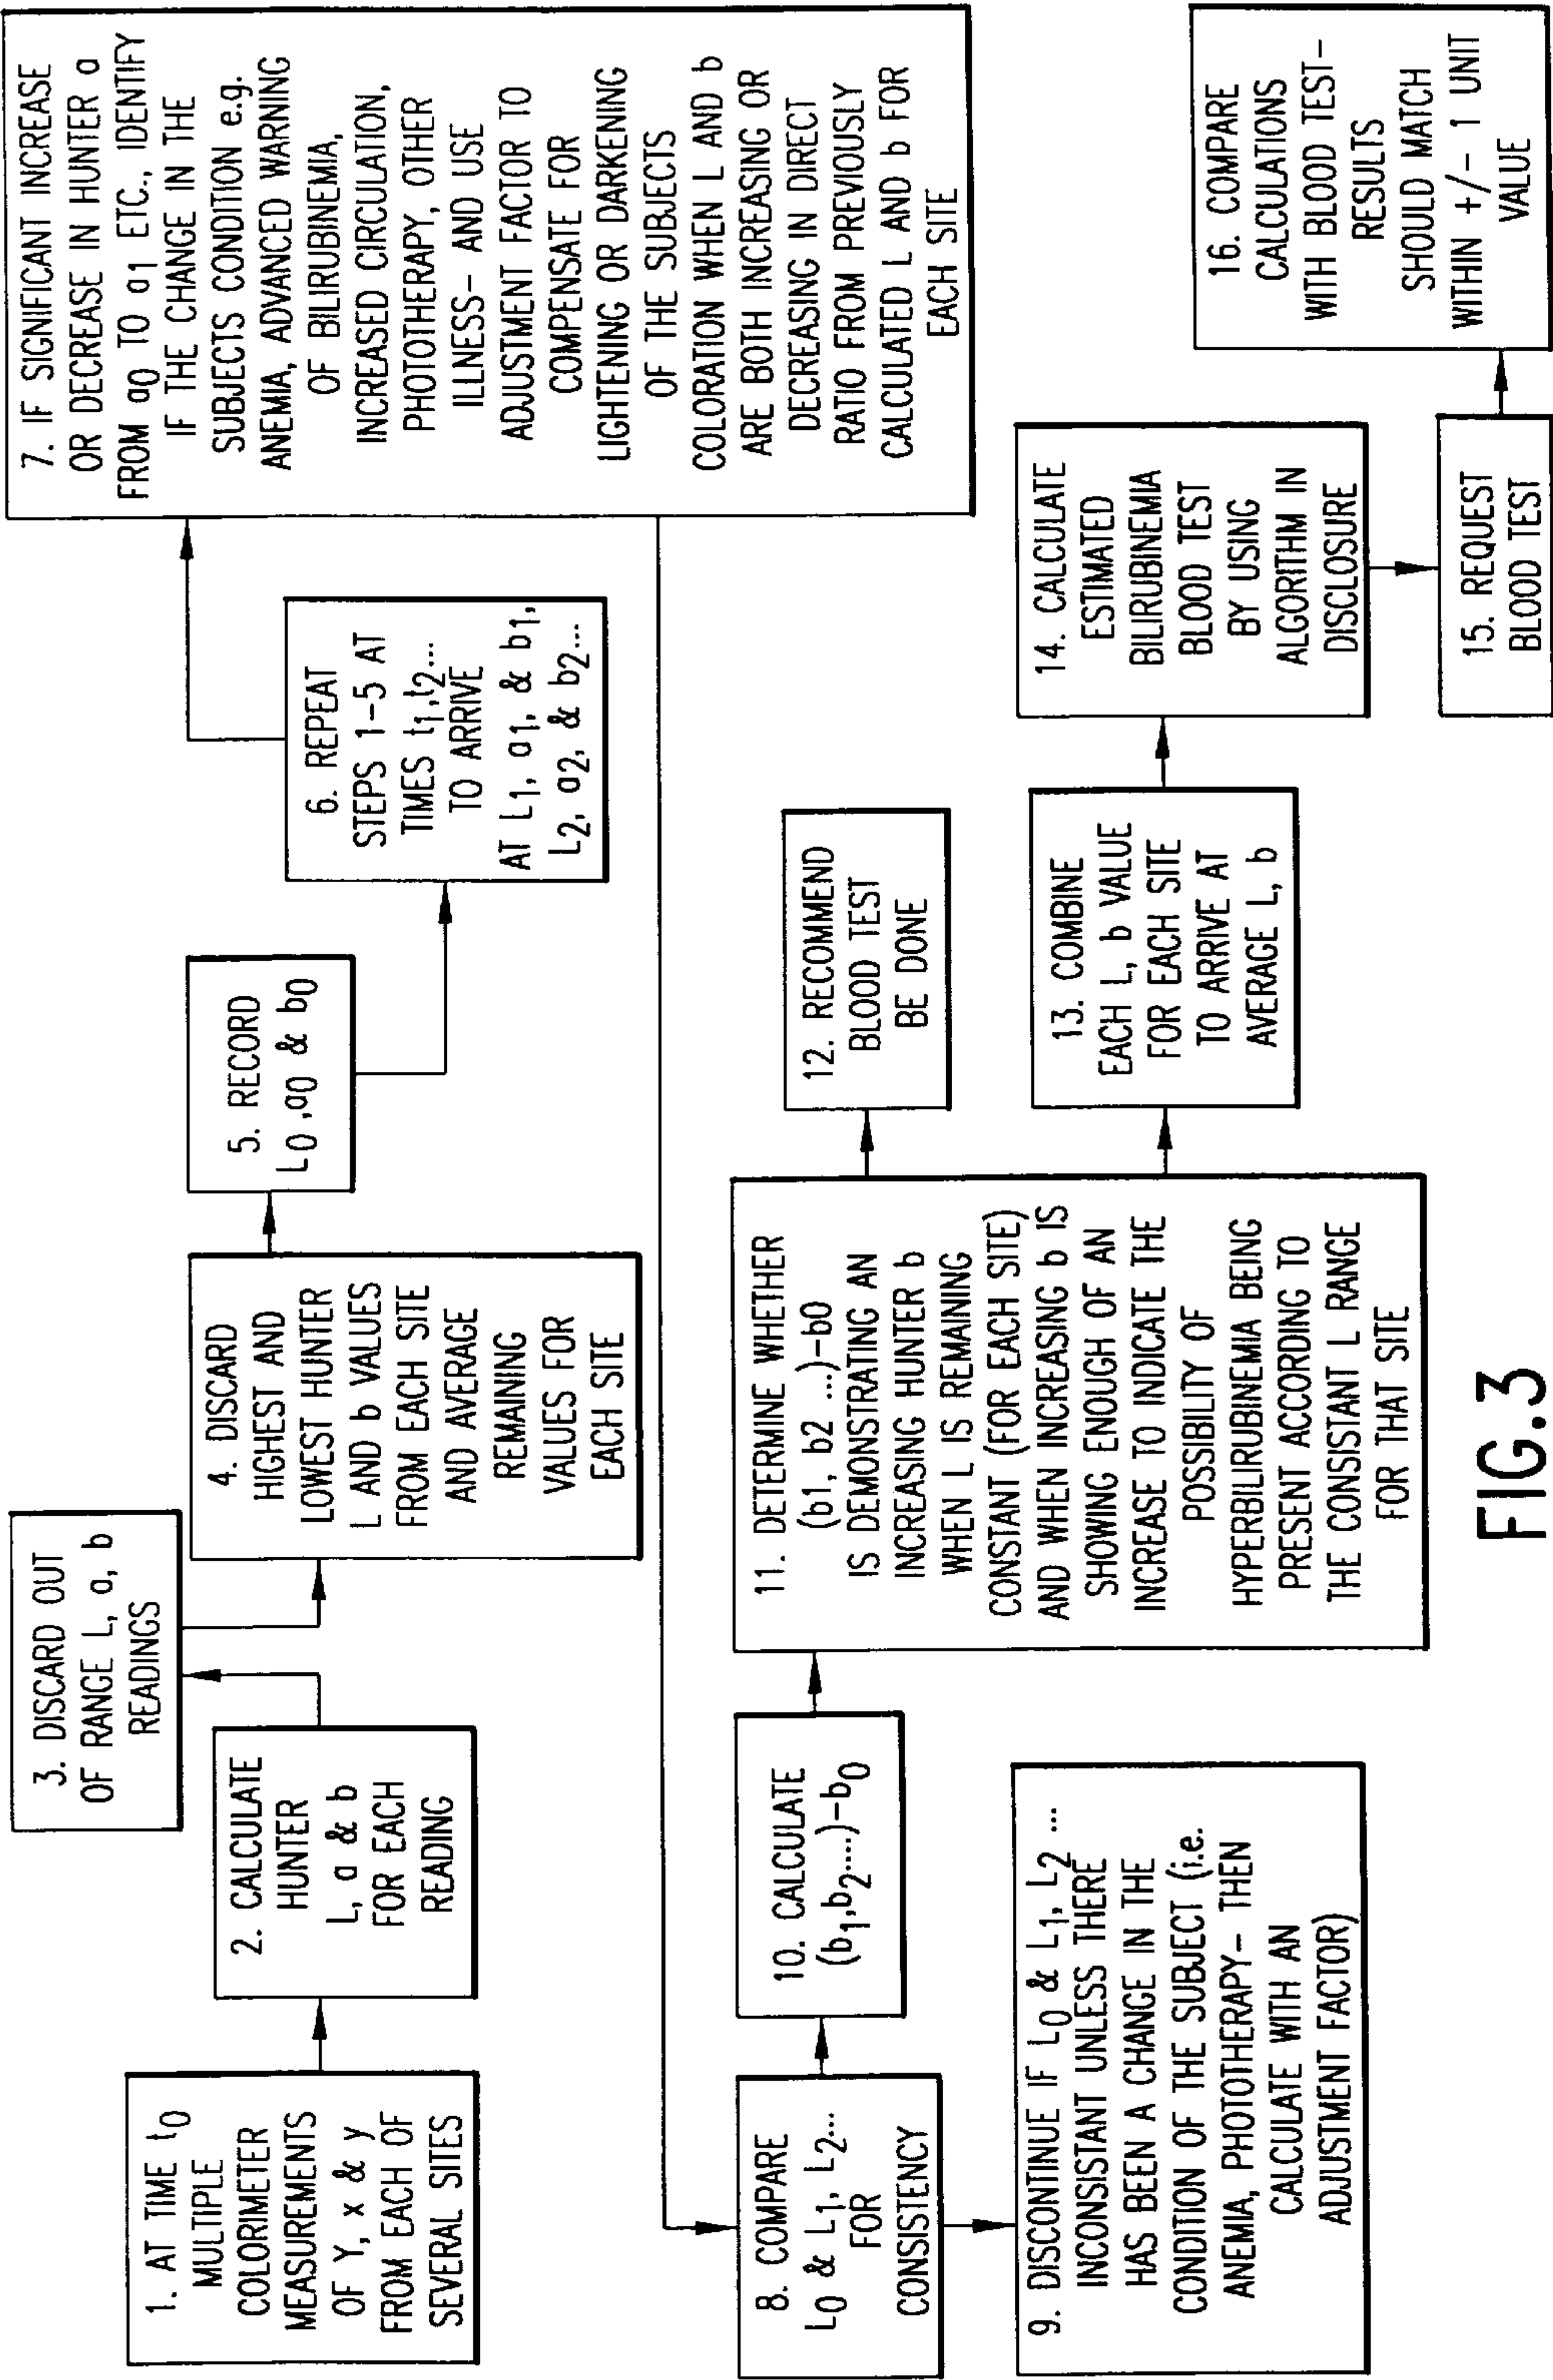 1. AT TIME t0
MULTIPLE
COLORIMETER
MEASUREMENTS
OF Y, x & y
FROM EACH OF
SEVERAL SITES
2. CALCULATE
HUNTER
L, a & b
FOR EACH
READING
3. DISCARD OUT
OF RANGE L, a, b
READINGS
4. DISCARD
HIGHEST AND
LOWEST HUNTER
L AND b VALUES
FROM EACH SITE
AND AVERAGE
REMAINING
VALUES FOR
EACH SITE
5. RECORD
L0 ,a0 & b0
6. REPEAT
STEPS 1-5 AT
TIMES t1,t2...
TO ARRIVE
AT L1, a1, & b1,
L2, a2, & b2...
7. IF SIGNIFICANT INCREASE
OR DECREASE IN HUNTER a
FROM a0 TO a1 ETC., IDENTIFY
IF THE CHANGE IN THE
SUBJECTS CONDITION e.g.
ANEMIA, ADVANCED WARNING
OF BILIRUBINEMIA,
INCREASED CIRCULATION,
PHOTOTHERAPY, OTHER
ILLNESS- AND USE
ADJUSTMENT FACTOR TO
COMPENSATE FOR
LIGHTENING OR DARKENING
OF THE SUBJECTS
COLORATION WHEN L AND b
ARE BOTH INCREASING OR
DECREASING IN DIRECT
RATIO FROM PREVIOUSLY
CALCULATED L AND b FOR
EACH SITE
8. COMPARE
L0 & L1, L2...
FOR
CONSISTENCY
9. DISCONTINUE IF L0 & L1, L2 ...
INCONSISTANT UNLESS THERE
HAS BEEN A CHANGE IN THE
CONDITION OF THE SUBJECT (i.e.
ANEMIA, PHOTOTHERAPY- THEN
CALCULATE WITH AN
ADJUSTMENT FACTOR)
10. CALCULATE
(b1,b2....)-b0
11. DETERMINE WHETHER
(b1, b2 ...)-b0
IS DEMONSTRATING AN
INCREASING HUNTER b
WHEN L IS REMAINING
CONSTANT (FOR EACH SITE)
AND WHEN INCREASING b IS
SHOWING ENOUGH OF AN
INCREASE TO INDICATE THE
POSSIBILITY OF
HYPERBILIRUBINEMIA BEING
PRESENT ACCORDING TO
THE CONSISTANT L RANGE
FOR THAT SITE
12. RECOMMEND
BLOOD TEST
BE DONE
13. COMBINE
EACH L, b VALUE
FOR EACH SITE
TO ARRIVE AT
AVERAGE L, b
14. CALCULATE
ESTIMATED
BILIRUBINEMIA
BLOOD TEST
BY USING
ALGORITHM IN
DISCLOSURE
15. REQUEST
BLOOD TEST
16. COMPARE
CALCULATIONS
WITH BLOOD TEST-
RESULTS
SHOULD MATCH
WITHIN +/- 1 UNIT
VALUE
FIG.3